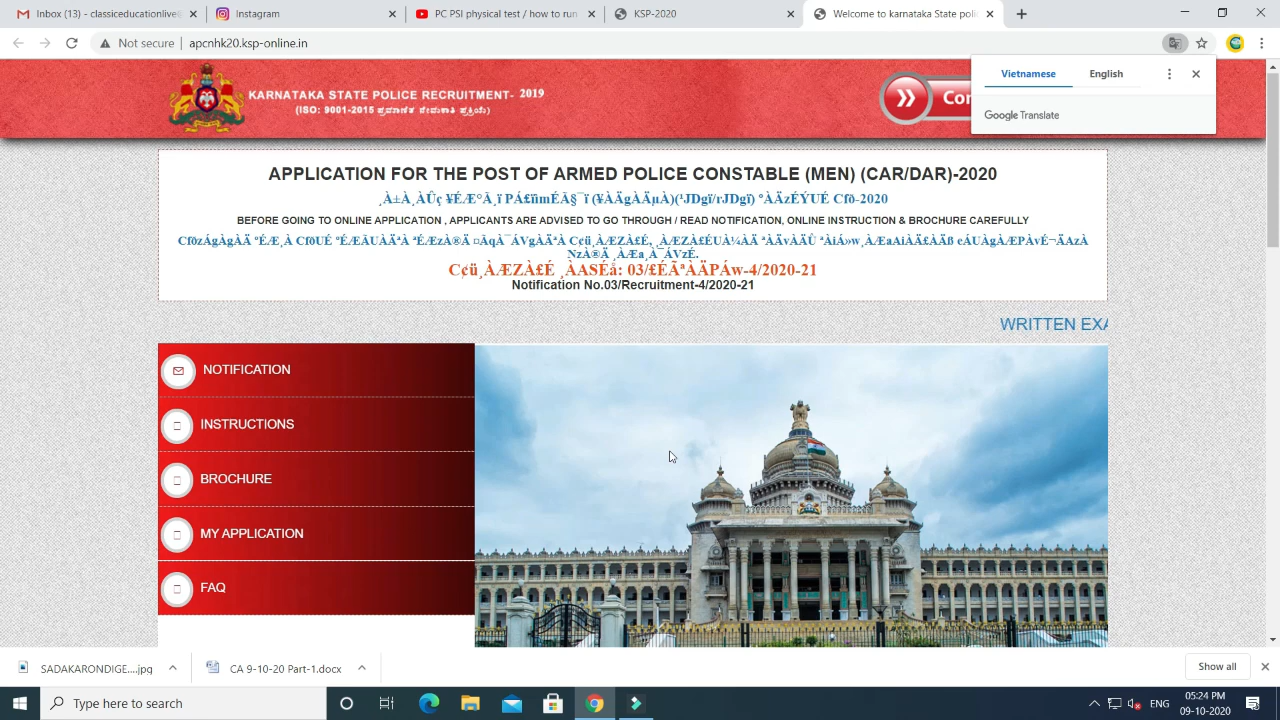 Inbox (13) - classiceducationlive
Instagram
PC PSI physical test / how to run
KSP-2020
Welcome to karnataka State poli
Not secure | apcnhk20.ksp-online.in
Vietnamese
English
Google Translate
KARNATAKA STATE POLICE RECRUITMENT- 2019
(ISO: 9001-2015 ಪ್ರಮಾಣಿತ ನೇಮಕಾತಿ ಪ್ರಕ್ರಿಯೆ)
Con
APPLICATION FOR THE POST OF ARMED POLICE CONSTABLE (MEN) (CAR/DAR)-2020
BEFORE GOING TO ONLINE APPLICATION , APPLICANTS ARE ADVISED TO GO THROUGH / READ NOTIFICATION, ONLINE INSTRUCTION & BROCHURE CAREFULLY
Notification No.03/Recruitment-4/2020-21
WRITTEN EXA
NOTIFICATION
INSTRUCTIONS
BROCHURE
MY APPLICATION
FAQ
SADAKARONDIGE....jpg
CA 9-10-20 Part-1.docx
Show all
Type here to search
ENG
05:24 PM
09-10-2020